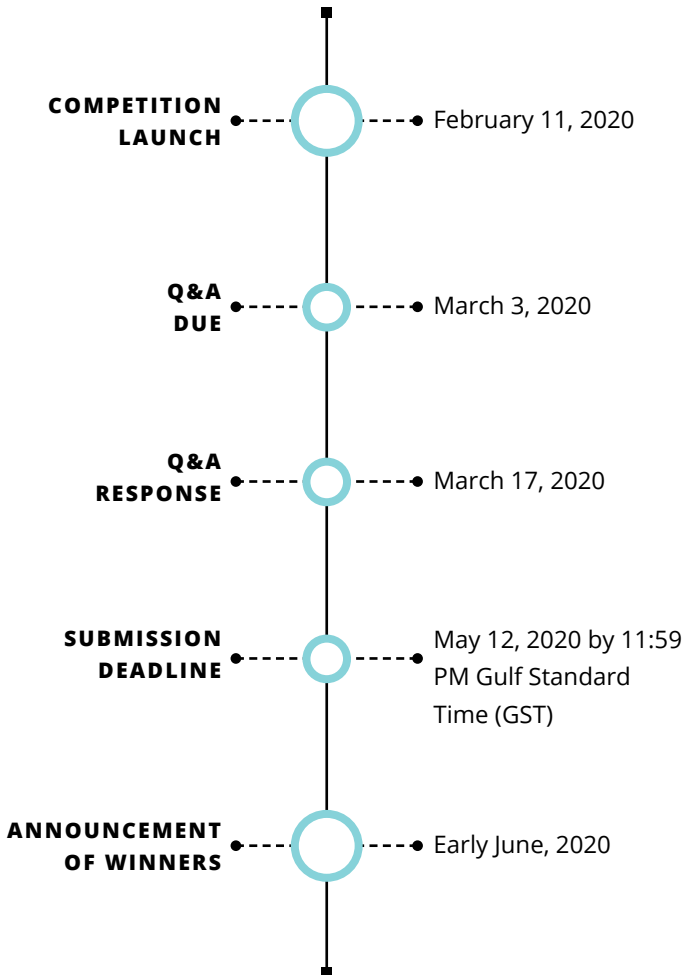 COMPETITION
LAUNCH
February 11, 2020
Q&A
DUE
March 3, 2020
Q&A
RESPONSE
March 17, 2020
SUBMISSION
DEADLINE
May 12, 2020 by 11:59
PM Gulf Standard
Time (GST)
ANNOUNCEMENT
OF WINNERS
Early June, 2020